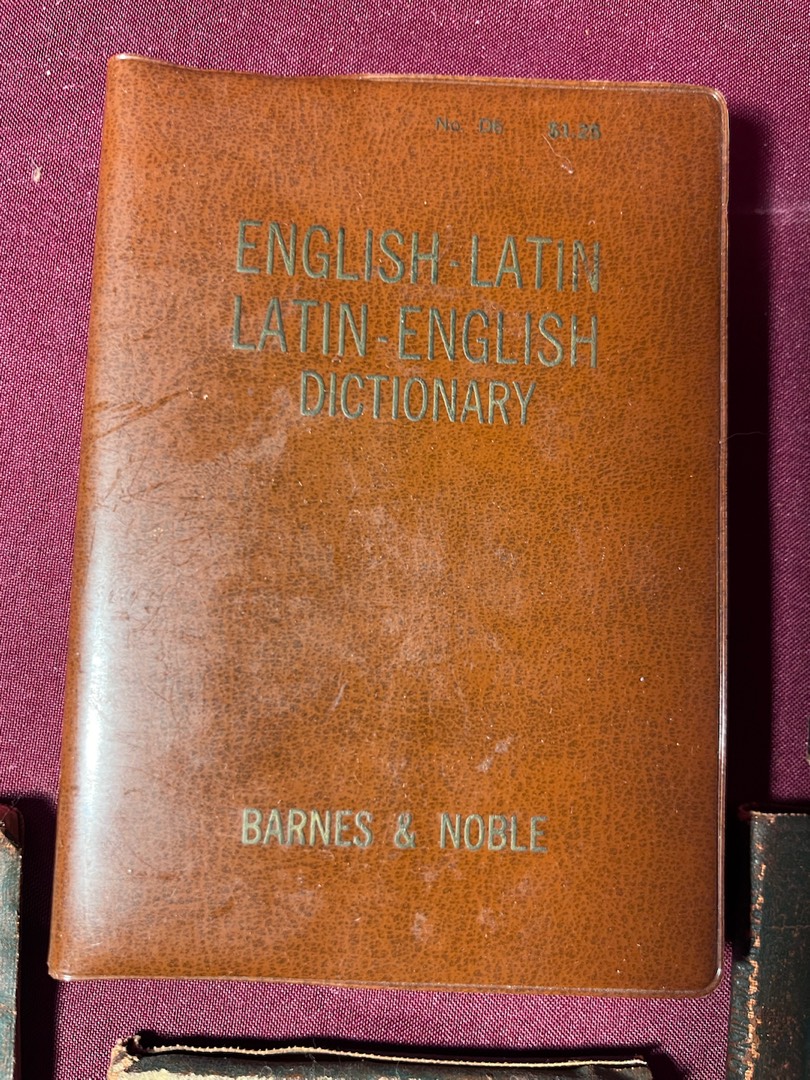 No. D6 $1.25
ENGLISH-LATIN
LATIN-ENGLISH
DICTIONARY
BARNES & NOBLE